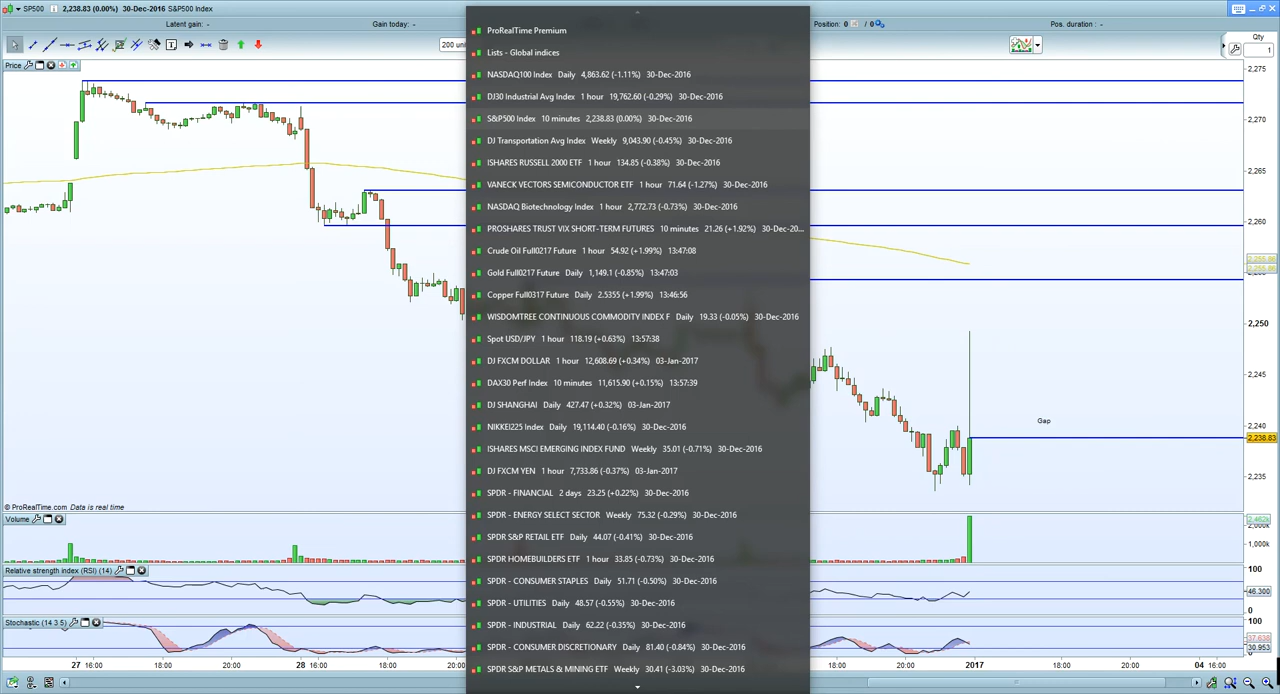 SP500 2,238.83 (0.00%) 30-Dec-2016 S&P500 Index
Latent gain: - Gain today: - Position: 0 / 0 Pos. duration : -
Qty
200 uni
1
Price
ProRealTime Premium
Lists - Global indices
NASDAQ100 Index Daily 4,863.62 (-1.11%) 30-Dec-2016
DJ30 Industrial Avg Index 1 hour 19,762.60 (-0.29%) 30-Dec-2016
S&P500 Index 10 minutes 2,238.83 (0.00%) 30-Dec-2016
DJ Transportation Avg Index Weekly 9,043.90 (-0.45%) 30-Dec-2016
ISHARES RUSSELL 2000 ETF 1 hour 134.85 (-0.38%) 30-Dec-2016
VANECK VECTORS SEMICONDUCTOR ETF 1 hour 71.64 (-1.27%) 30-Dec-2016
NASDAQ Biotechnology Index 1 hour 2,772.73 (-0.73%) 30-Dec-2016
PROSHARES TRUST VIX SHORT-TERM FUTURES 10 minutes 21.26 (+1.92%) 30-Dec-20...
Crude Oil Full0217 Future 1 hour 54.92 (+1.99%) 13:47:08
Gold Full0217 Future Daily 1,149.1 (-0.85%) 13:47:03
Copper Full0317 Future Daily 2.5355 (+1.99%) 13:46:56
WISDOMTREE CONTINUOUS COMMODITY INDEX F Daily 19.33 (-0.05%) 30-Dec-2016
Spot USD/JPY 1 hour 118.19 (+0.63%) 13:57:38
DJ FXCM DOLLAR 1 hour 12,608.69 (+0.34%) 03-Jan-2017
DAX30 Perf Index 10 minutes 11,615.90 (+0.15%) 13:57:39
DJ SHANGHAI Daily 427.47 (+0.32%) 03-Jan-2017
NIKKEI225 Index Daily 19,114.40 (-0.16%) 30-Dec-2016
ISHARES MSCI EMERGING INDEX FUND Weekly 35.01 (-0.71%) 30-Dec-2016
DJ FXCM YEN 1 hour 7,733.86 (-0.37%) 03-Jan-2017
SPDR - FINANCIAL 2 days 23.25 (+0.22%) 30-Dec-2016
SPDR - ENERGY SELECT SECTOR Weekly 75.32 (-0.29%) 30-Dec-2016
SPDR S&P RETAIL ETF Daily 44.07 (-0.41%) 30-Dec-2016
SPDR HOMEBUILDERS ETF 1 hour 33.85 (-0.73%) 30-Dec-2016
SPDR - CONSUMER STAPLES Daily 51.71 (-0.50%) 30-Dec-2016
SPDR - UTILITIES Daily 48.57 (-0.55%) 30-Dec-2016
SPDR - INDUSTRIAL Daily 62.22 (-0.35%) 30-Dec-2016
SPDR - CONSUMER DISCRETIONARY Daily 81.40 (-0.84%) 30-Dec-2016
SPDR S&P METALS & MINING ETF Weekly 30.41 (-3.03%) 30-Dec-2016
Gap
2,275
2,270
2,265
2,260
2,250
2,245
2,240
2,238.83
2,235
© ProRealTime.com Data is real time
Volume
1,000k
Relative strength index (RSI) (14)
100
46.300
0
Stochastic (14 3 5)
100
37.638
30.953
0
27 16:00 18:00 20:00 28 16:00 18:00 20:00 18:00 20:00 2017 18:00 20:00 04 16:00